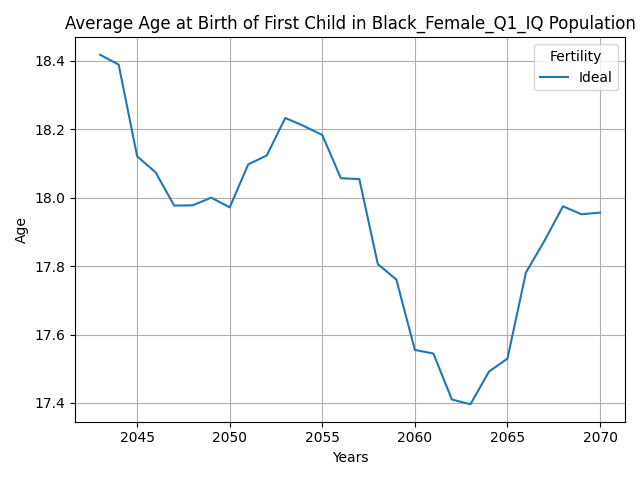 Average Age at Birth of First Child in Black_Female_Q1_IQ Population
Fertility
Ideal
18.4
18.2
18.0
17.8
17.6
17.4
Age
2045
2050
2055
2060
2065
2070
Years